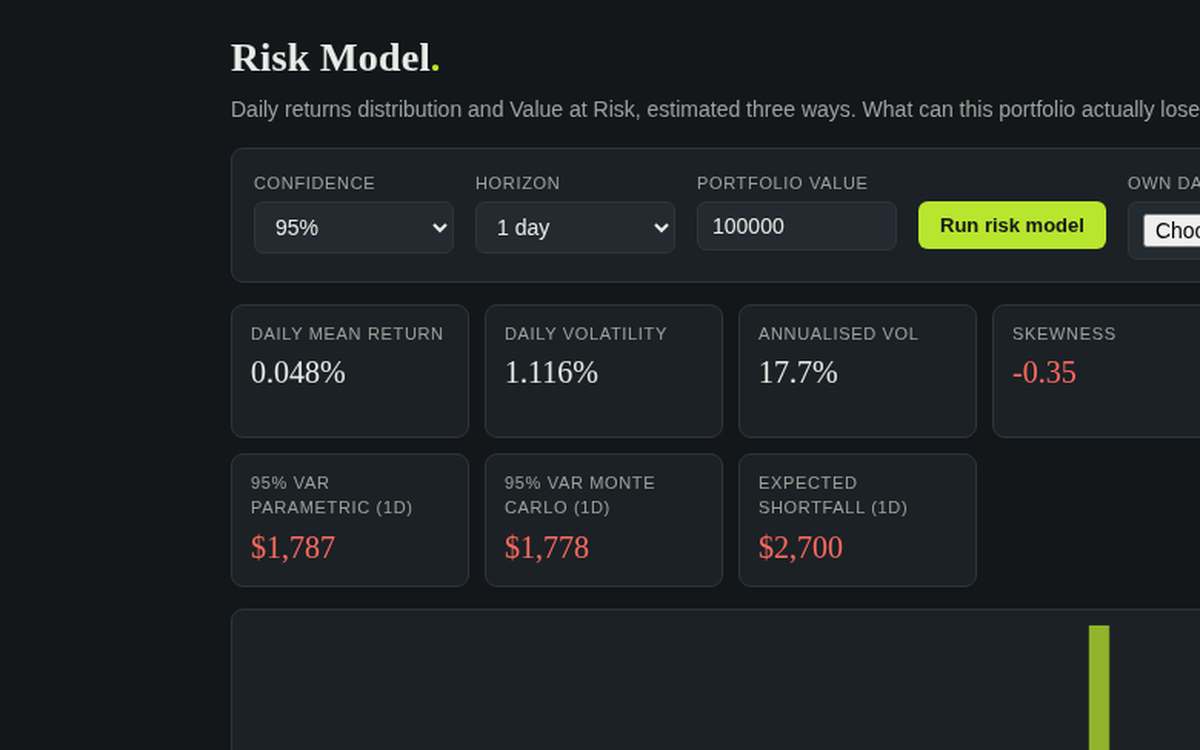 Risk Model.
Daily returns distribution and Value at Risk, estimated three ways. What can this portfolio actually lose
CONFIDENCE HORIZON PORTFOLIO VALUE OWN DA
95% 1 day 100000 Run risk model Choo
DAILY MEAN RETURN DAILY VOLATILITY ANNUALISED VOL SKEWNESS
0.048% 1.116% 17.7% -0.35
95% VAR
PARAMETRIC (1D)
$1,787
95% VAR MONTE
CARLO (1D)
$1,778
EXPECTED
SHORTFALL (1D)
$2,700